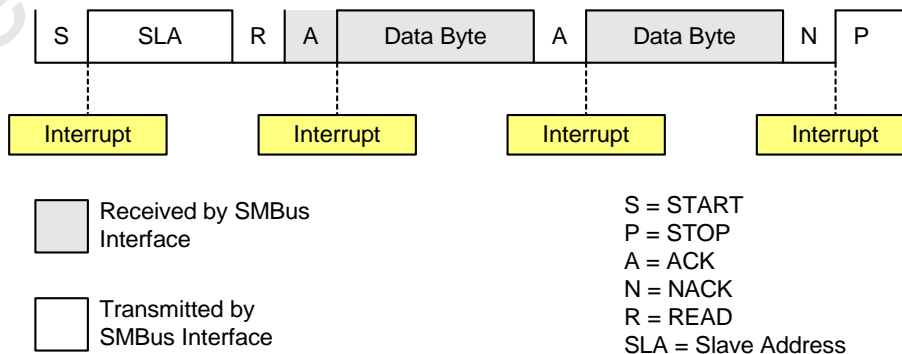 S SLA R A Data Byte A Data Byte N P
Interrupt Interrupt Interrupt Interrupt
Received by SMBus
Interface
Transmitted by
SMBus Interface
S = START
P = STOP
A = ACK
N = NACK
R = READ
SLA = Slave Address